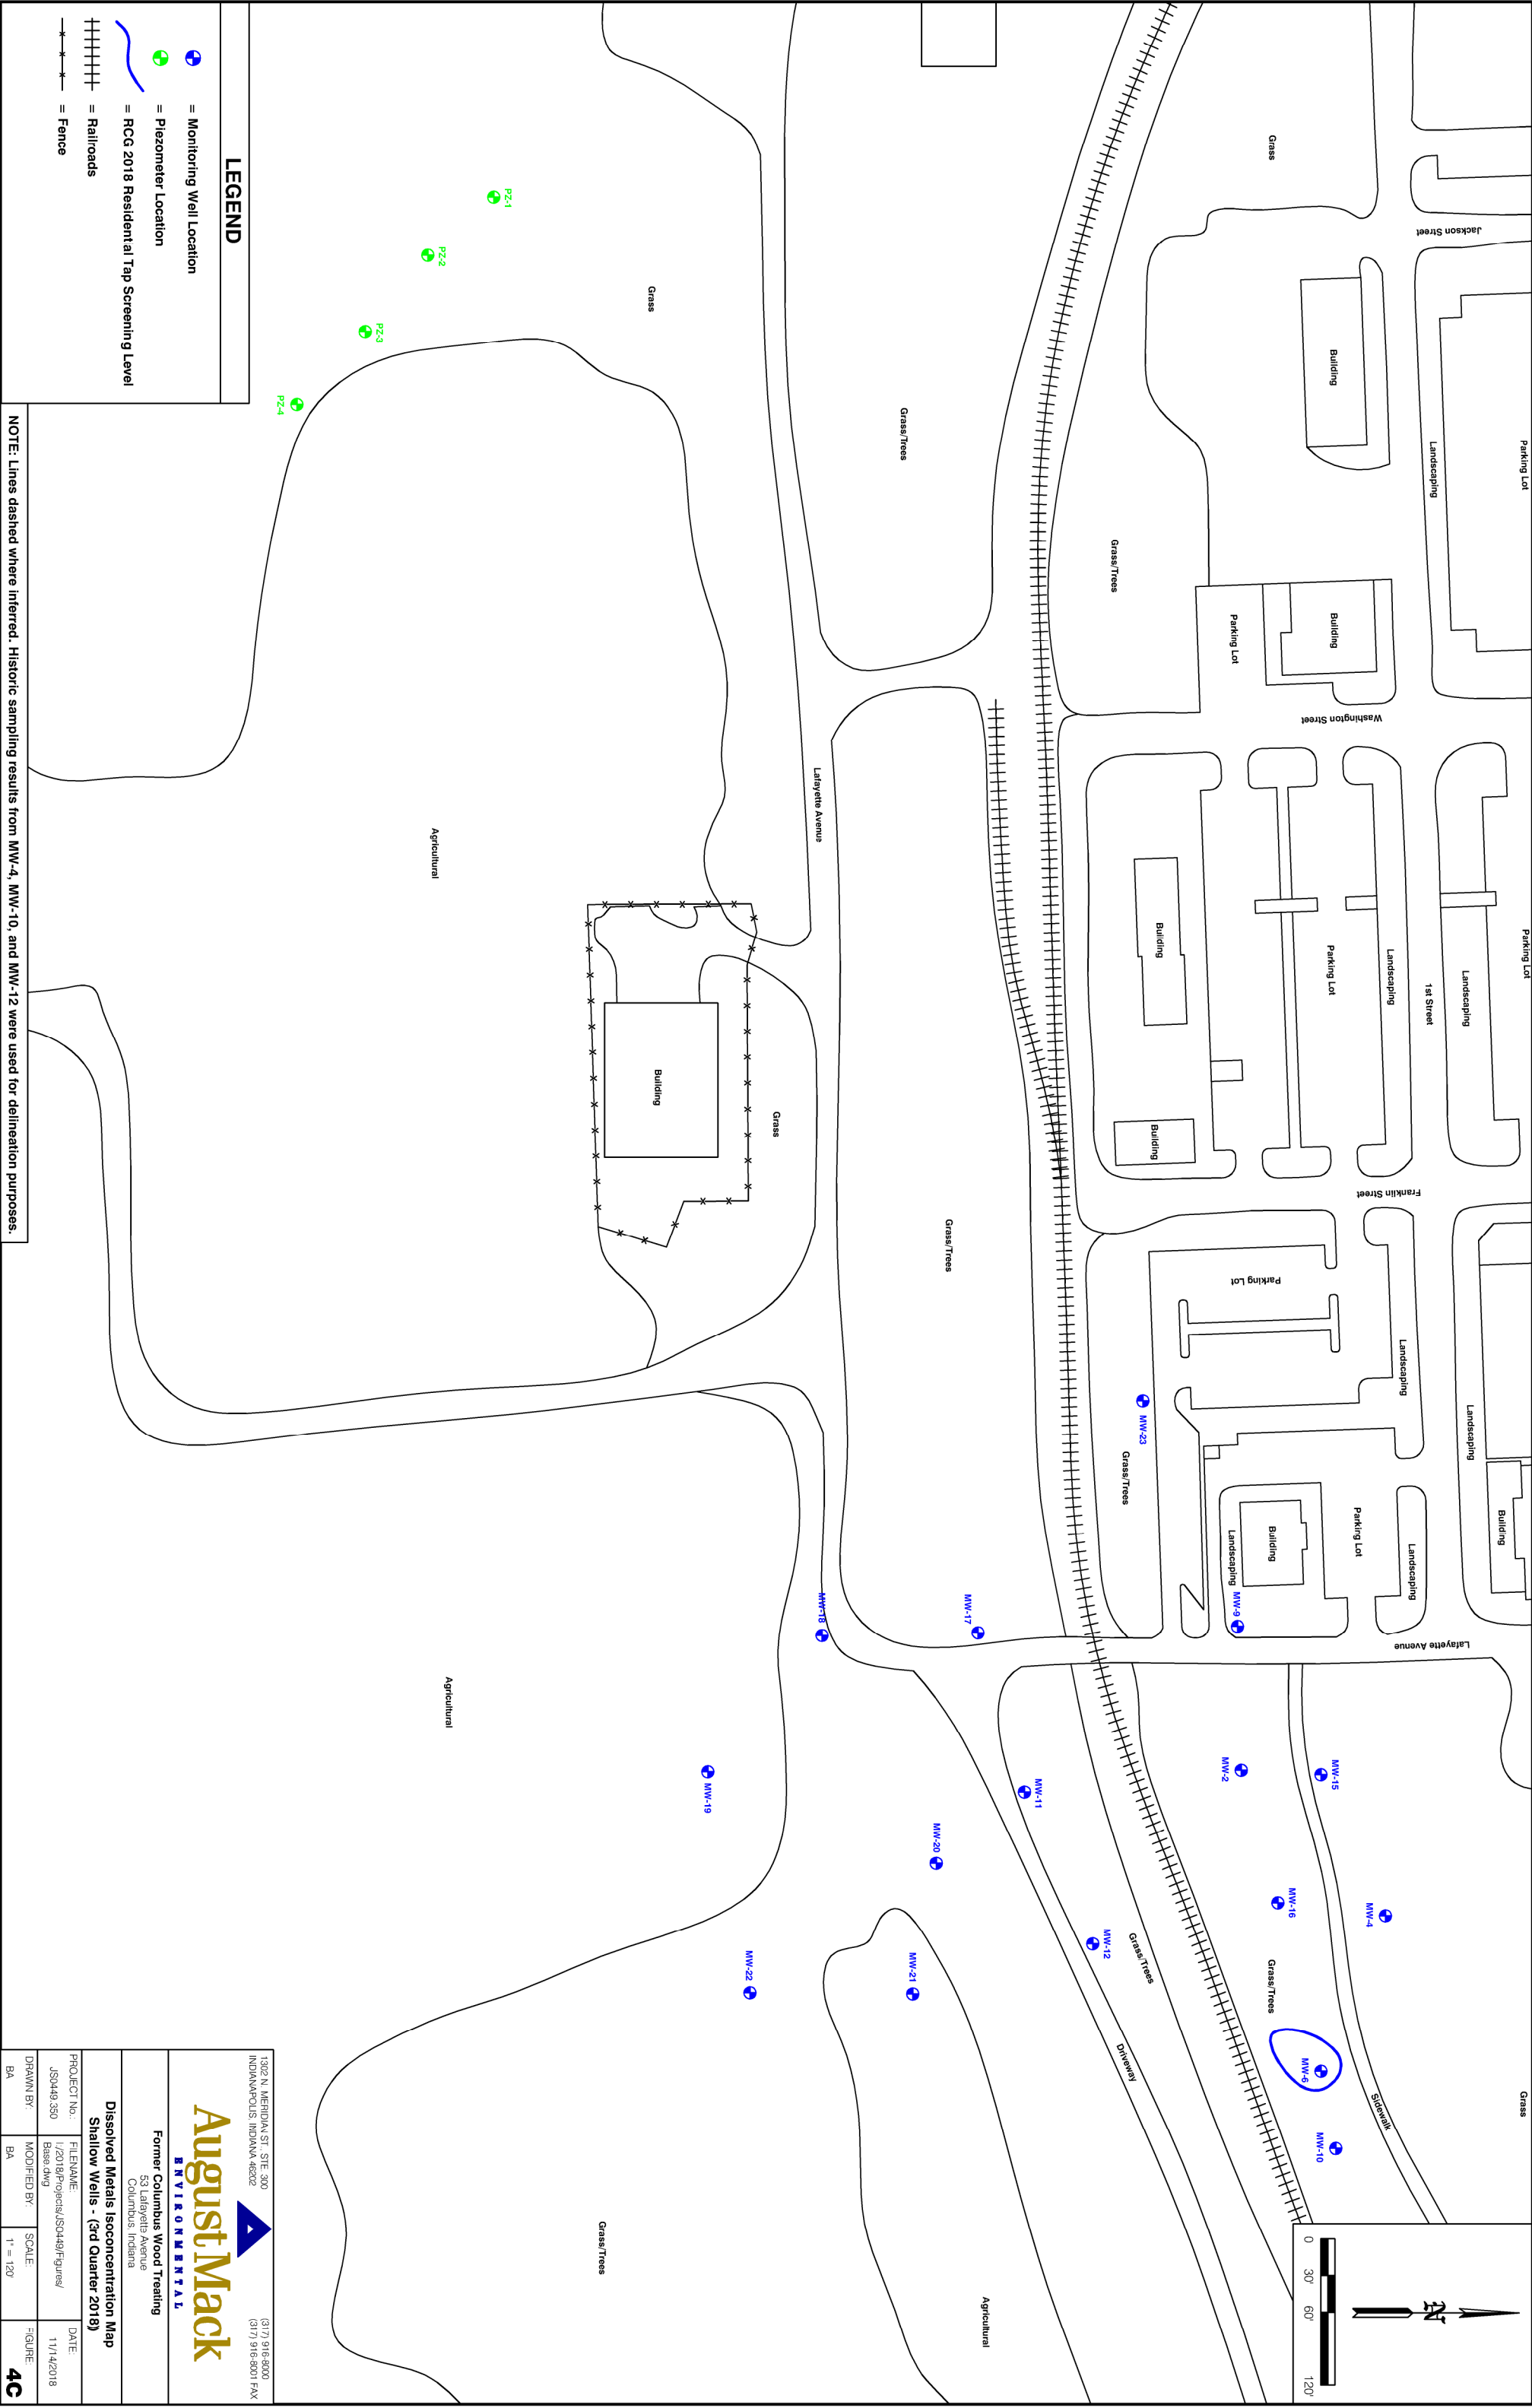 LEGEND
= Monitoring Well Location
= Piezometer Location
= RCG 2018 Residental Tap Screening Level
= Railroads
= Fence
NOTE: Lines dashed where inferred. Historic sampling results from MW-4, MW-10, and MW-12 were used for delineation purposes.
PZ-1
PZ-2
PZ-3
PZ-4
Grass
Grass/Trees
Grass
Jackson Street
Building
Landscaping
Parking Lot
Grass/Trees
Parking Lot
Building
Washington Street
Lafayette Avenue
Agricultural
Building
Grass
Building
Parking Lot
Landscaping
1st Street
Landscaping
Parking Lot
Building
Franklin Street
Grass/Trees
Parking Lot
Landscaping
Landscaping
MW-23
Grass/Trees
Landscaping
Building
Parking Lot
Landscaping
Building
MW-9
MW-17
MW-18
Lafayette Avenue
Agricultural
MW-19
MW-20
MW-11
MW-2
MW-15
MW-16
MW-4
MW-12
Grass/Trees
Grass/Trees
MW-22
MW-21
MW-6
MW-10
Driveway
Sidewalk
Grass
Grass/Trees
Agricultural
N
0 30' 60' 120'
1302 N. MERIDIAN ST., STE. 300
INDIANAPOLIS, INDIANA 46202
(317) 916-8000
(317) 916-8001 FAX
August Mack
ENVIRONMENTAL
Former Columbus Wood Treating
53 Lafayette Avenue
Columbus, Indiana
Dissolved Metals Isoconcentration Map
Shallow Wells - (3rd Quarter 2018)
PROJECT No.:
JS0449.350
FILENAME:
I:/2018/Projects/JS0449/Figures/
Base.dwg
DATE:
11/14/2018
DRAWN BY:
BA
MODIFIED BY:
BA
SCALE:
1" = 120'
FIGURE:
4C